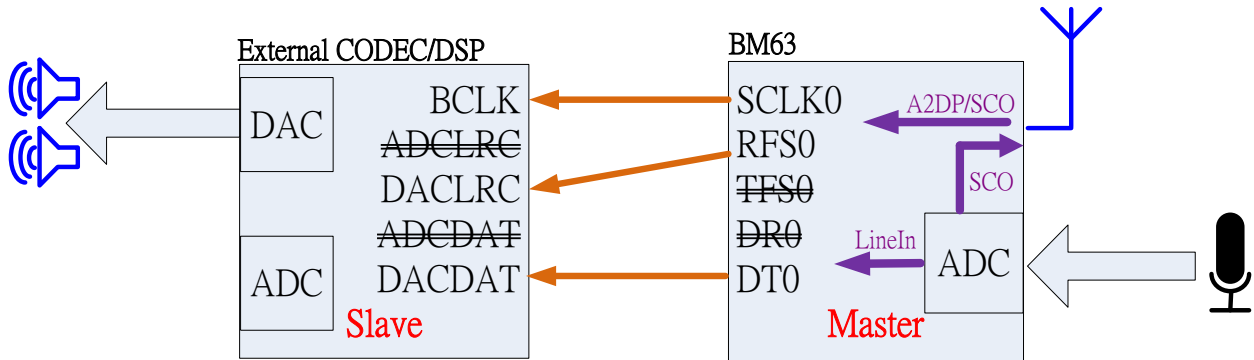 External CODEC/DSP
DAC
BCLK
ADCLRC
DACLRC
ADCDAT
DACDAT
ADC
Slave
BM63
SCLK0
RFS0
TFS0
DR0
DT0
A2DP/SCO
SCO
LineIn
ADC
Master